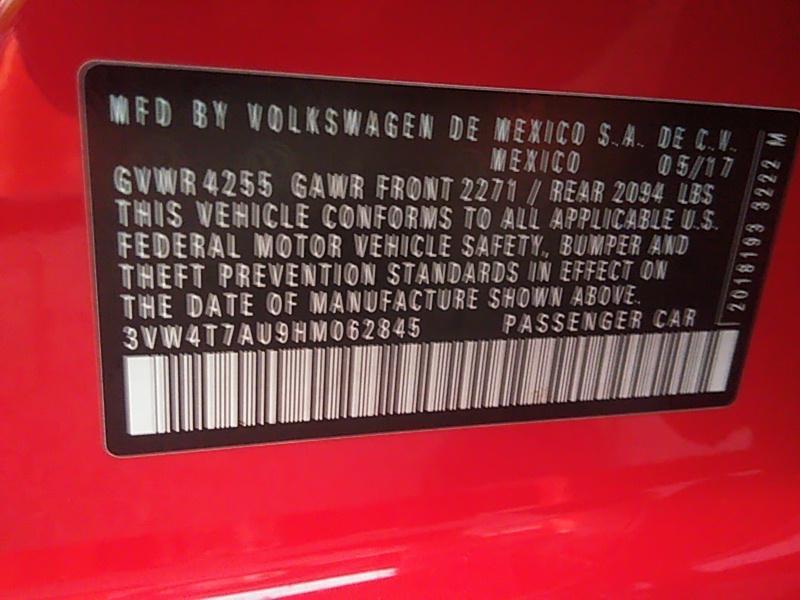 MFD BY VOLKSWAGEN DE MEXICO S.A. DE C.V.
MEXICO 05/17
GVWR 4255 GAWR FRONT 2271 / REAR 2094 LBS
THIS VEHICLE CONFORMS TO ALL APPLICABLE U.S.
FEDERAL MOTOR VEHICLE SAFETY, BUMPER AND
THEFT PREVENTION STANDARDS IN EFFECT ON
THE DATE OF MANUFACTURE SHOWN ABOVE.
3VW4T7AU9HM062845 PASSENGER CAR
2018193 3222 M